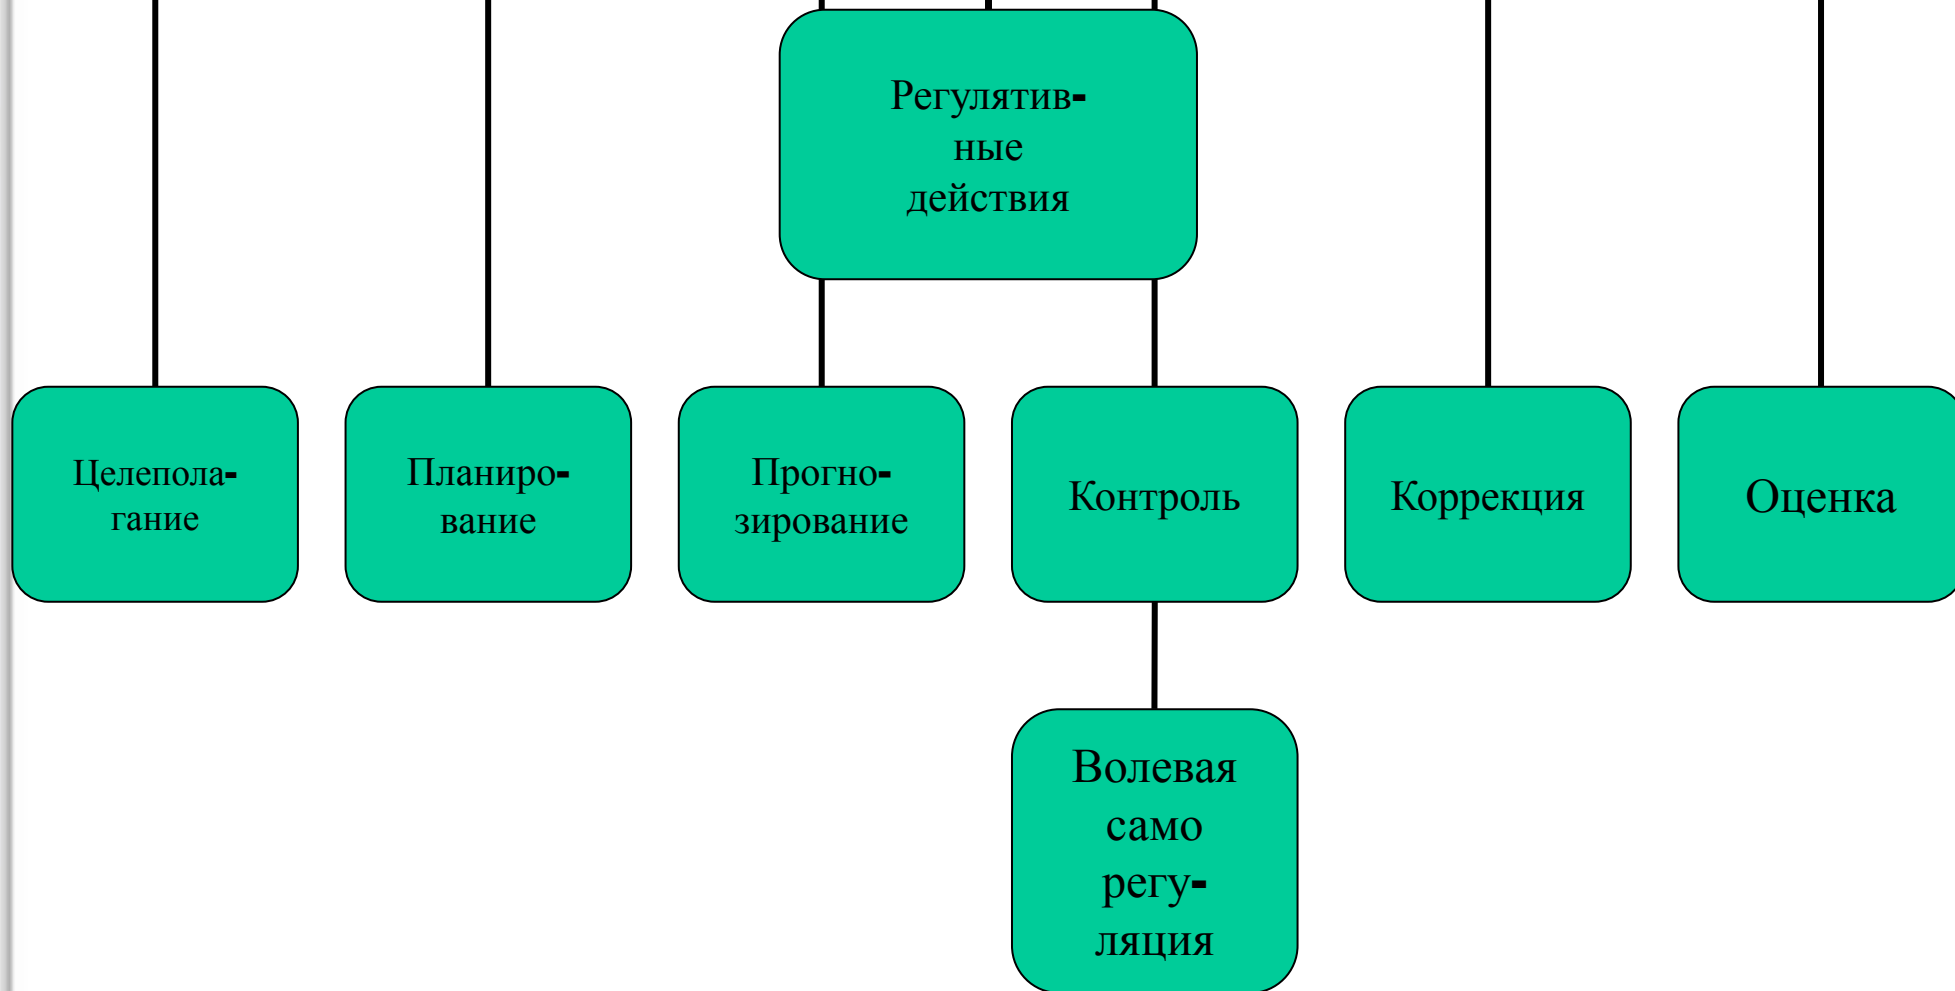 Регулятив-
ные
действия
Целепола-
гание
Планиро-
вание
Прогно-
зирование
Контроль
Коррекция
Оценка
Волевая
само
регу-
ляция